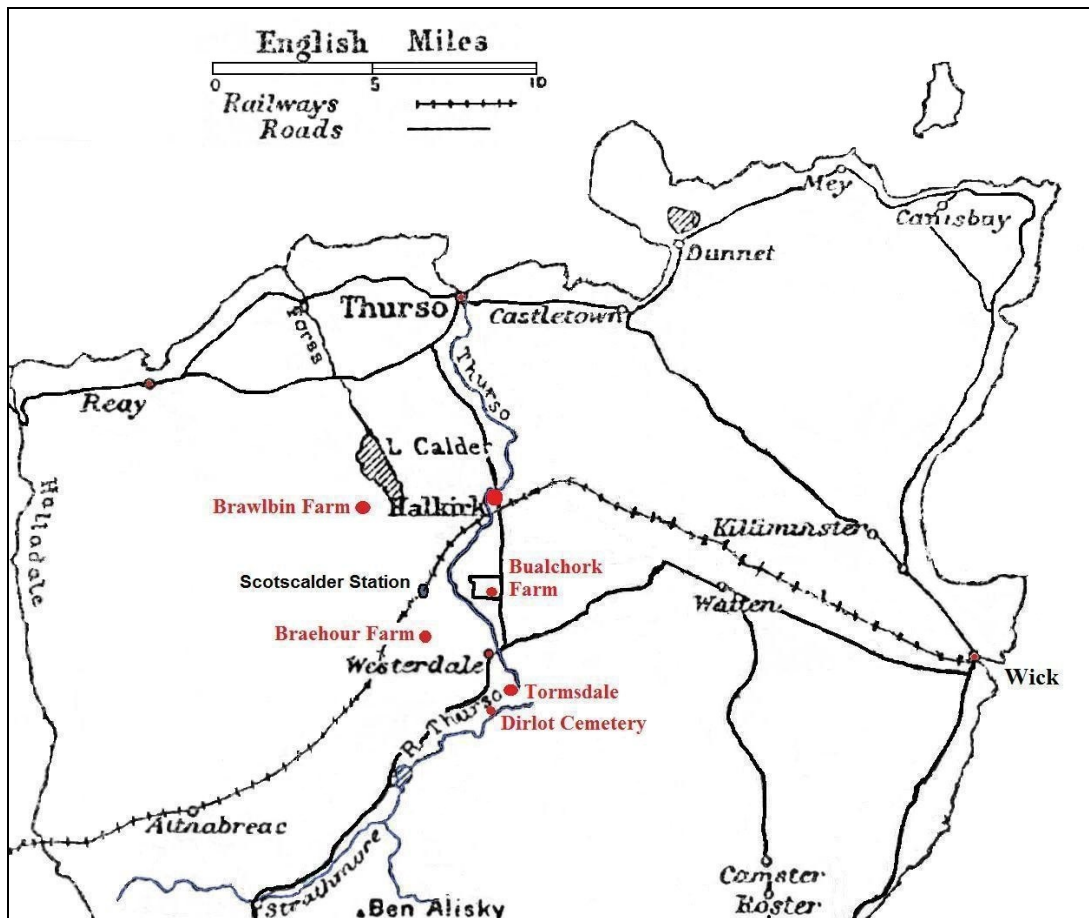 English Miles
0 5 10
Railways
Roads
Mey
Canisbay
Dunnet
Thurso
Castletown
Forss
Thurso
Reay
L Calder
Halladale
Brawlbin Farm
Halkirk
Killiminster
Scotscalder Station
Bualchork
Farm
Watten
Braehour Farm
Westerdale
Wick
Tormsdale
R. Thurso
Dirlot Cemetery
Altnabreac
Strathmore
Camster
Roster
Ben Alisky